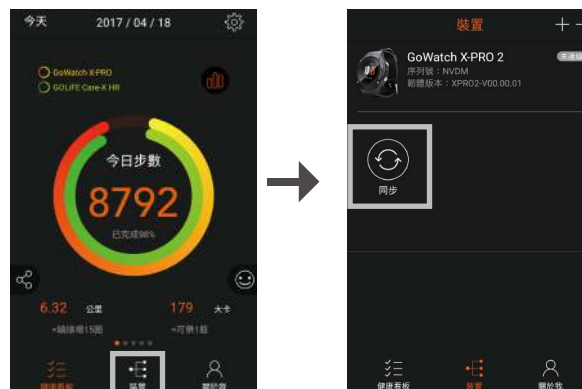 今天
2017 / 04 / 18
GoWatch X-PRO
GOLiFE Care-X HR
今日步數
8792
已完成98%
6.32 公里
179 大卡
健康看板
裝置
關於我
裝置
GoWatch X-PRO 2
未連線
序列號：NVDM
韌體版本：XPRO2-V00.00.01
同步
健康看板
裝置
關於我